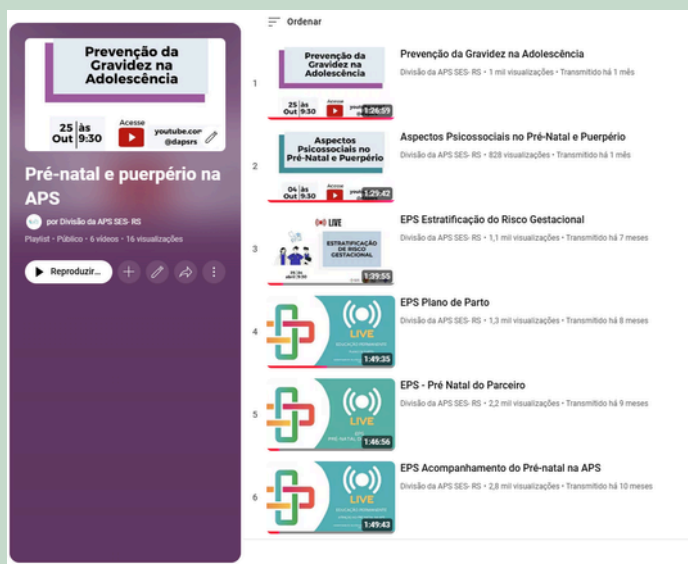 Prevenção da
Gravidez na
Adolescência
25 às
Out 9:30
Acesse
youtube.cor
@dapsrs
Pré-natal e puerpério na
APS
por Divisão da APS SES- RS
Playlist • Público • 6 vídeos • 16 visualizações
Reproduzir...
Ordenar
1
Prevenção da
Gravidez na
Adolescência
25 às
Out 9:30
Acesse
1:26:59
Prevenção da Gravidez na Adolescência
Divisão da APS SES- RS • 1 mil visualizações • Transmitido há 1 mês
2
Aspectos
Psicossociais no
Pré-Natal e Puerpério
04 às
Out 9:30
Acesse
1:29:42
Aspectos Psicossociais no Pré-Natal e Puerpério
Divisão da APS SES- RS • 828 visualizações • Transmitido há 1 mês
3
LIVE
ESTRATIFICAÇÃO
DE RISCO
GESTACIONAL
1:39:55
EPS Estratificação do Risco Gestacional
Divisão da APS SES- RS • 1,1 mil visualizações • Transmitido há 7 meses
4
LIVE
EDUCAÇÃO PERMANENTE
1:49:35
EPS Plano de Parto
Divisão da APS SES- RS • 1,3 mil visualizações • Transmitido há 8 meses
5
LIVE
EPS
1:46:56
EPS - Pré Natal do Parceiro
Divisão da APS SES- RS • 2,2 mil visualizações • Transmitido há 9 meses
6
LIVE
EDUCAÇÃO PERMANENTE
1:49:43
EPS Acompanhamento do Pré-natal na APS
Divisão da APS SES- RS • 2,8 mil visualizações • Transmitido há 10 meses